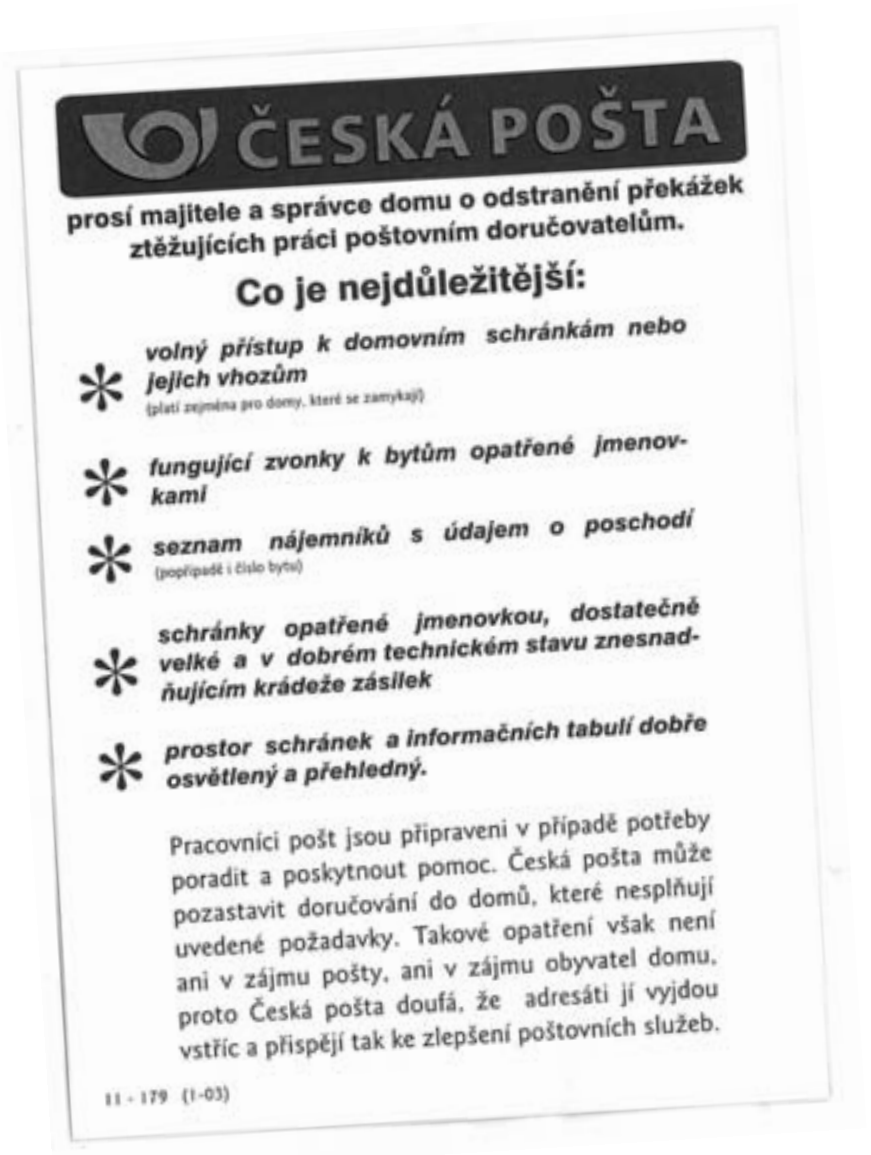 ČESKÁ POŠTA
prosí majitele a správce domu o odstranění překážek
ztěžujících práci poštovním doručovatelům.
Co je nejdůležitější:
* volný přístup k domovním schránkám nebo
jejich vhozům
(platí zejména pro domy, které se zamykají)
* fungující zvonky k bytům opatřené jmenov-
kami
* seznam nájemníků s údajem o poschodí
(popřípadě i číslo bytu)
* schránky opatřené jmenovkou, dostatečně
velké a v dobrém technickém stavu znesnad-
ňujícím krádeže zásilek
* prostor schránek a informačních tabulí dobře
osvětlený a přehledný.
Pracovníci pošt jsou připraveni v případě potřeby
poradit a poskytnout pomoc. Česká pošta může
pozastavit doručování do domů, které nesplňují
uvedené požadavky. Takové opatření však není
ani v zájmu pošty, ani v zájmu obyvatel domu,
proto Česká pošta doufá, že adresáti jí vyjdou
vstříc a přispějí tak ke zlepšení poštovních služeb.
11 - 179 (1-03)